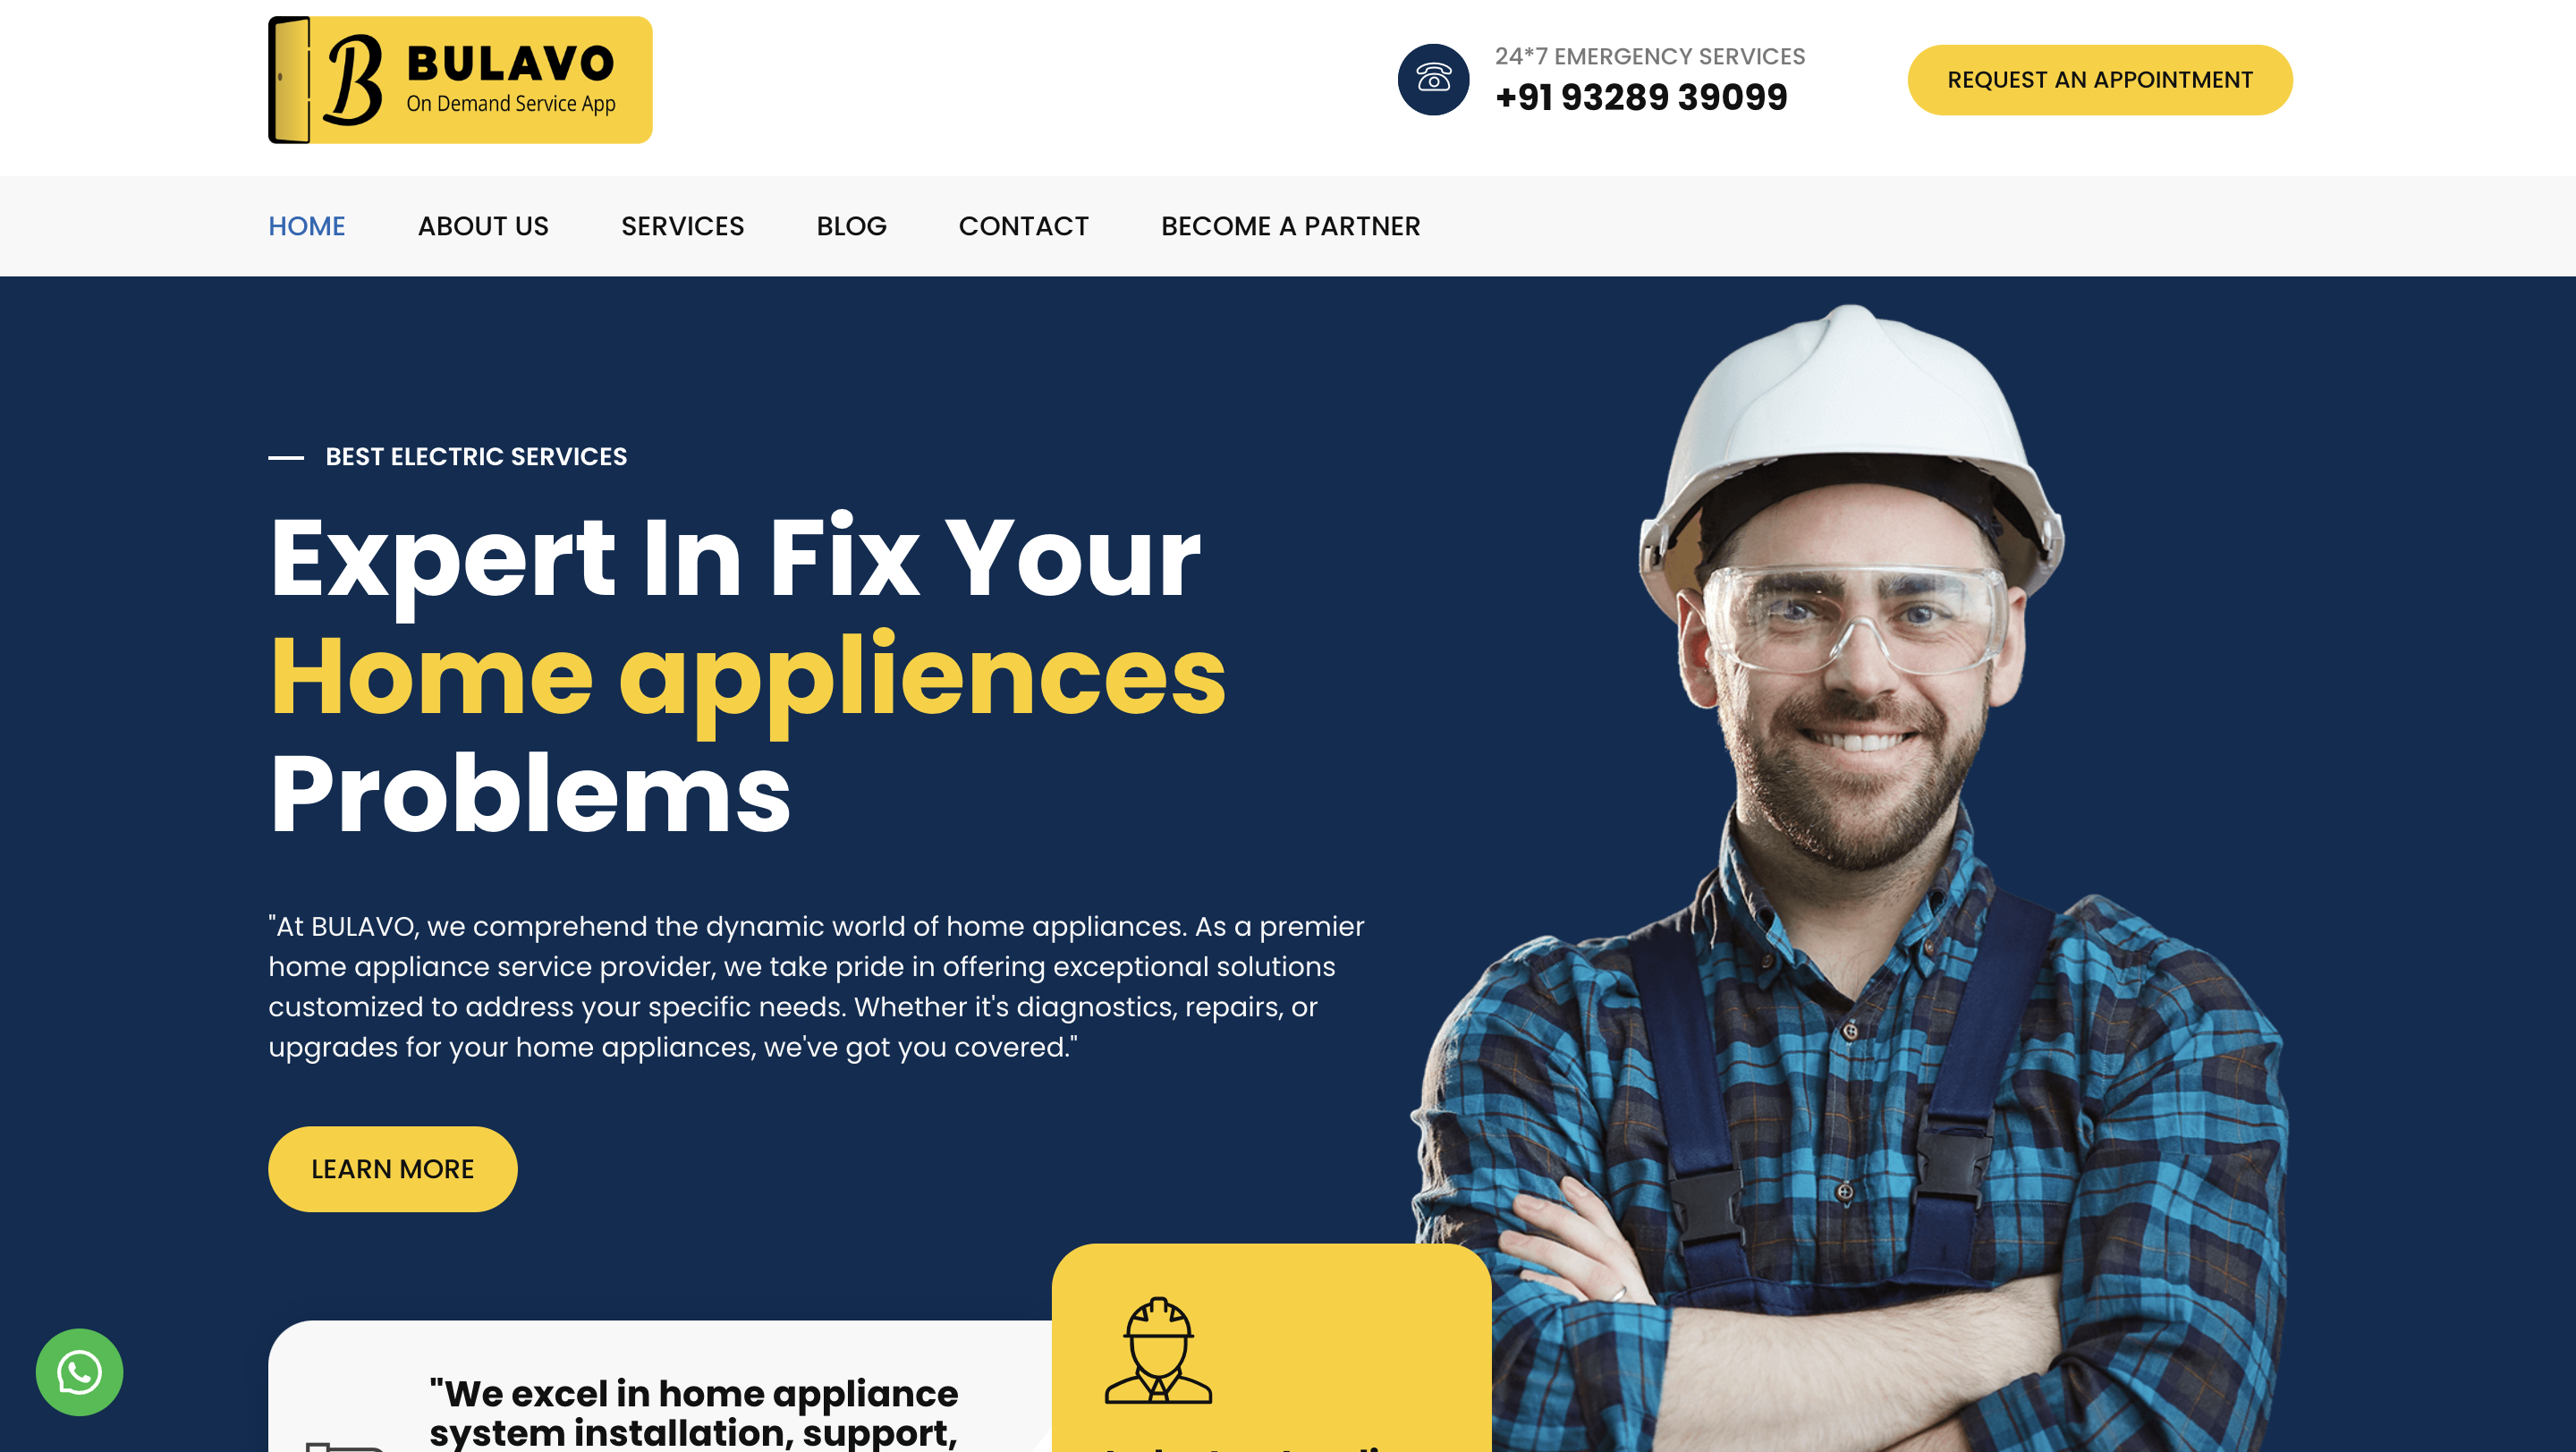 B BULAVO
On Demand Service App
24*7 EMERGENCY SERVICES
+91 93289 39099
REQUEST AN APPOINTMENT
HOME ABOUT US SERVICES BLOG CONTACT BECOME A PARTNER
BEST ELECTRIC SERVICES
Expert In Fix Your
Home appliences
Problems
"At BULAVO, we comprehend the dynamic world of home appliances. As a premier
home appliance service provider, we take pride in offering exceptional solutions
customized to address your specific needs. Whether it's diagnostics, repairs, or
upgrades for your home appliances, we've got you covered."
LEARN MORE
"We excel in home appliance
system installation, support,